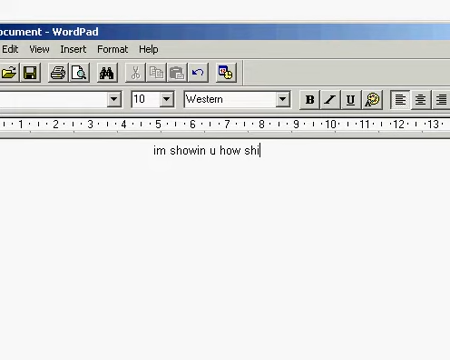 ocument - WordPad
Edit View Insert Format Help
10 Western B I U
1 2 3 4 5 6 7 8 9 10 11 12 13
im showin u how shi